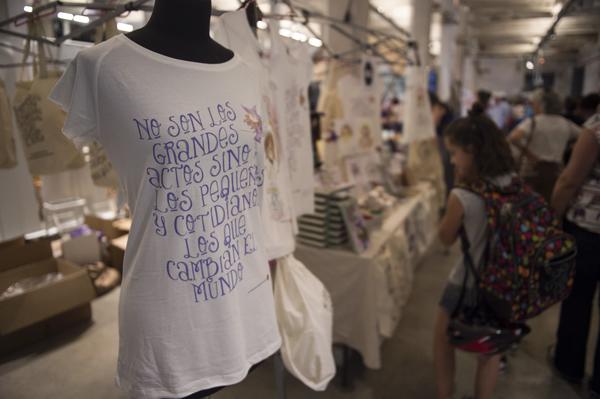 NO SON LOS
GRANDES
ACTOS SINO
LOS PEQUEÑOS
Y COTIDIANOS
LOS QUE
CAMBIAN EL
MUNDO